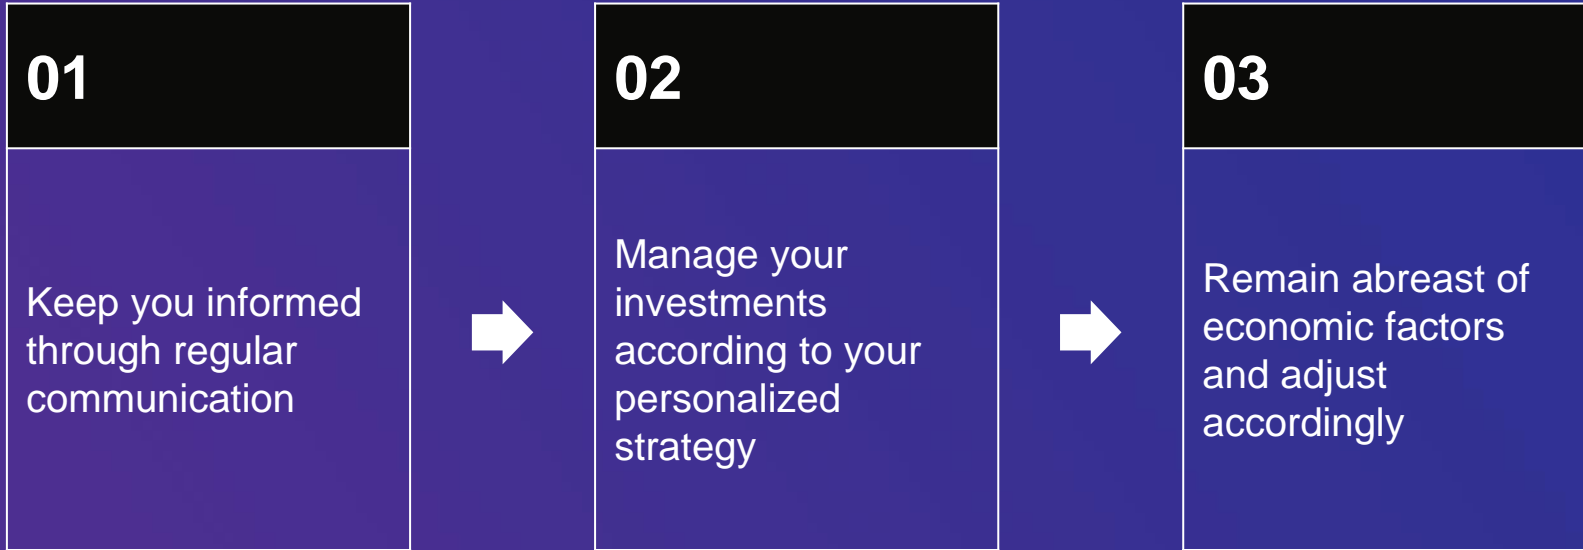 01
Keep you informed
through regular
communication
02
Manage your
investments
according to your
personalized
strategy
03
Remain abreast of
economic factors
and adjust
accordingly